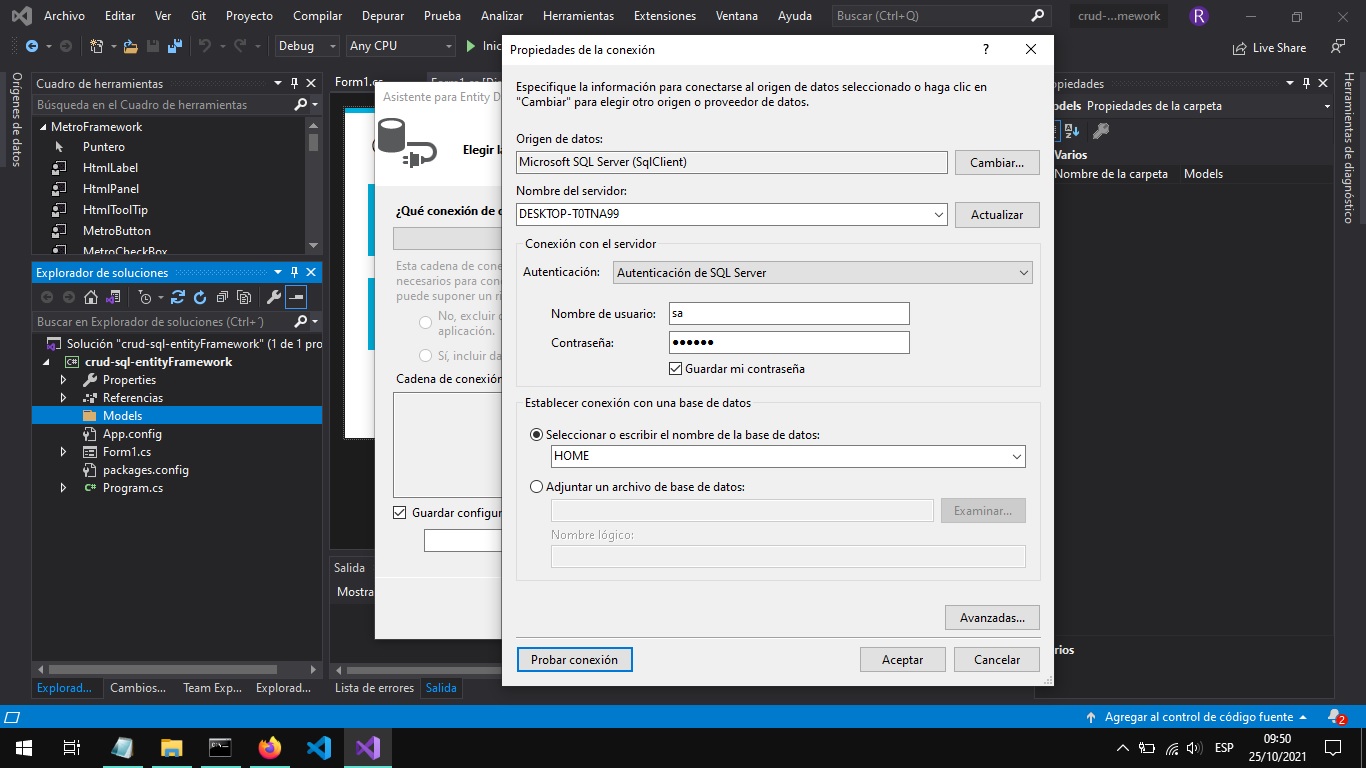 Archivo Editar Ver Git Proyecto Compilar Depurar Prueba Analizar Herramientas Extensiones Ventana Ayuda Buscar (Ctrl+Q) crud-...mework R
Debug Any CPU Inic Live Share
Orígenes de datos
Cuadro de herramientas
Búsqueda en el Cuadro de herramientas
MetroFramework
Puntero
HtmlLabel
HtmlPanel
HtmlToolTip
MetroButton
MetroCheckBox
Explorador de soluciones
Buscar en Explorador de soluciones (Ctrl+´)
Solución "crud-sql-entityFramework" (1 de 1 pro
C# crud-sql-entityFramework
Properties
Referencias
Models
App.config
Form1.cs
packages.config
C# Program.cs
Explorad... Cambios... Team Exp... Explorad...
Form1.cs
Asistente para Entity D
Elegir l
¿Qué conexión de d
Esta cadena de cone
necesarios para con
puede suponer un ri
No, excluir d
aplicación.
Sí, incluir da
Cadena de conexión
Guardar configur
Salida
Mostra
Lista de errores Salida
Propiedades de la conexión ?
Especifique la información para conectarse al origen de datos seleccionado o haga clic en
"Cambiar" para elegir otro origen o proveedor de datos.
Origen de datos:
Microsoft SQL Server (SqlClient) Cambiar...
Nombre del servidor:
DESKTOP-T0TNA99 Actualizar
Conexión con el servidor
Autenticación: Autenticación de SQL Server
Nombre de usuario: sa
Contraseña: ●●●●●●
Guardar mi contraseña
Establecer conexión con una base de datos
Seleccionar o escribir el nombre de la base de datos:
HOME
Adjuntar un archivo de base de datos:
Examinar...
Nombre lógico:
Avanzadas...
Probar conexión Aceptar Cancelar
opiedades
odels Propiedades de la carpeta
Varios
Nombre de la carpeta Models
rios
Herramientas de diagnóstico
Agregar al control de código fuente 2
ESP
09:50
25/10/2021